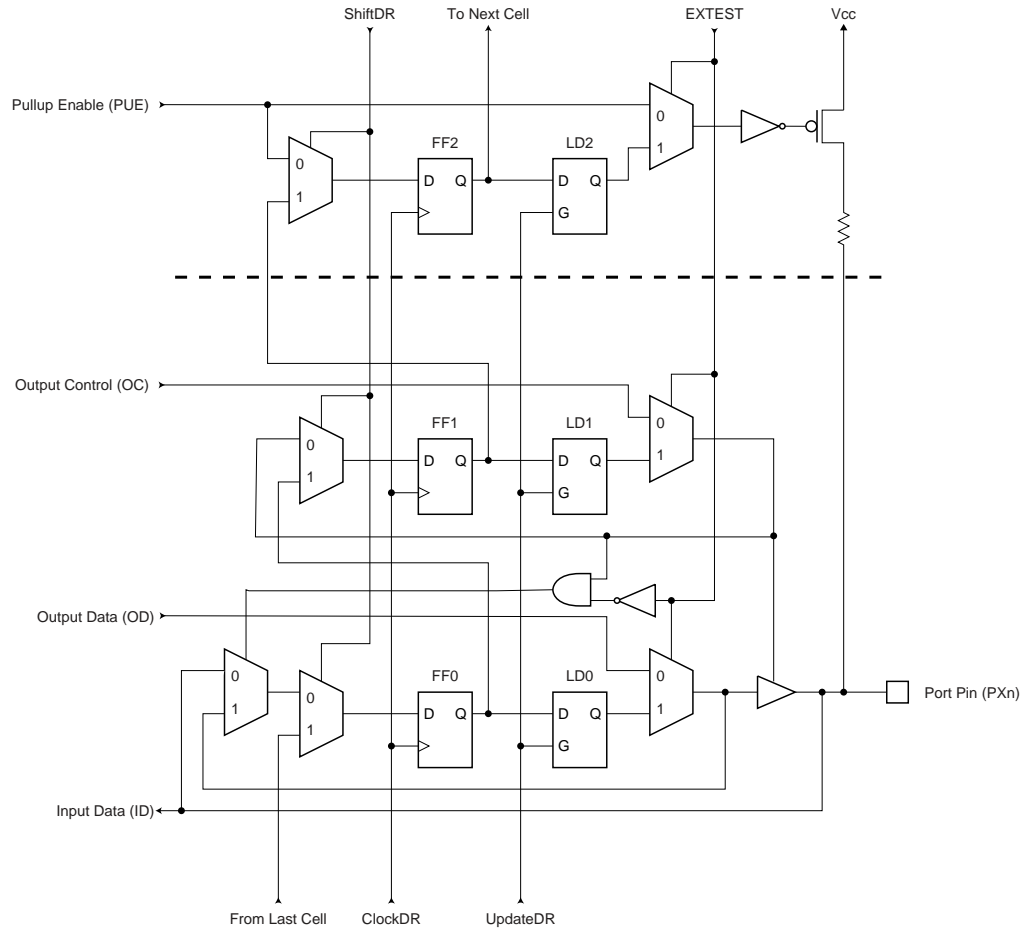 ShiftDR To Next Cell EXTEST Vcc
Pullup Enable (PUE)
0
1
FF2 LD2
D Q D Q
G
0
1
Output Control (OC)
0
1
FF1 LD1
D Q D Q
G
0
1
Output Data (OD)
0
1
0
1
FF0 LD0
D Q D Q
G
0
1
Port Pin (PXn)
Input Data (ID)
From Last Cell ClockDR UpdateDR